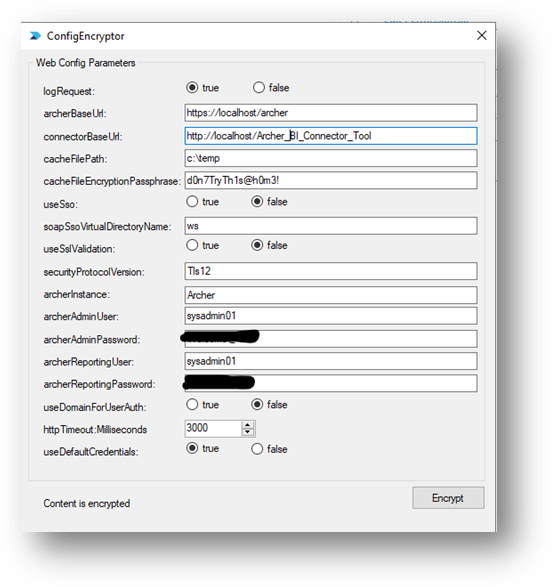 ConfigEncryptor
Web Config Parameters
logRequest: true false
archerBaseUrl: https://localhost/archer
connectorBaseUrl: http://localhost/Archer_BI_Connector_Tool
cacheFilePath: c:\temp
cacheFileEncryptionPassphrase: d0n7TryTh1s@h0m3!
useSso: true false
soapSsoVirtualDirectoryName: ws
useSslValidation: true false
securityProtocolVersion: Tls12
archerInstance: Archer
archerAdminUser: sysadmin01
archerAdminPassword:
archerReportingUser: sysadmin01
archerReportingPassword:
useDomainForUserAuth: true false
httpTimeout:Milliseconds 3000
useDefaultCredentials: true false
Content is encrypted Encrypt